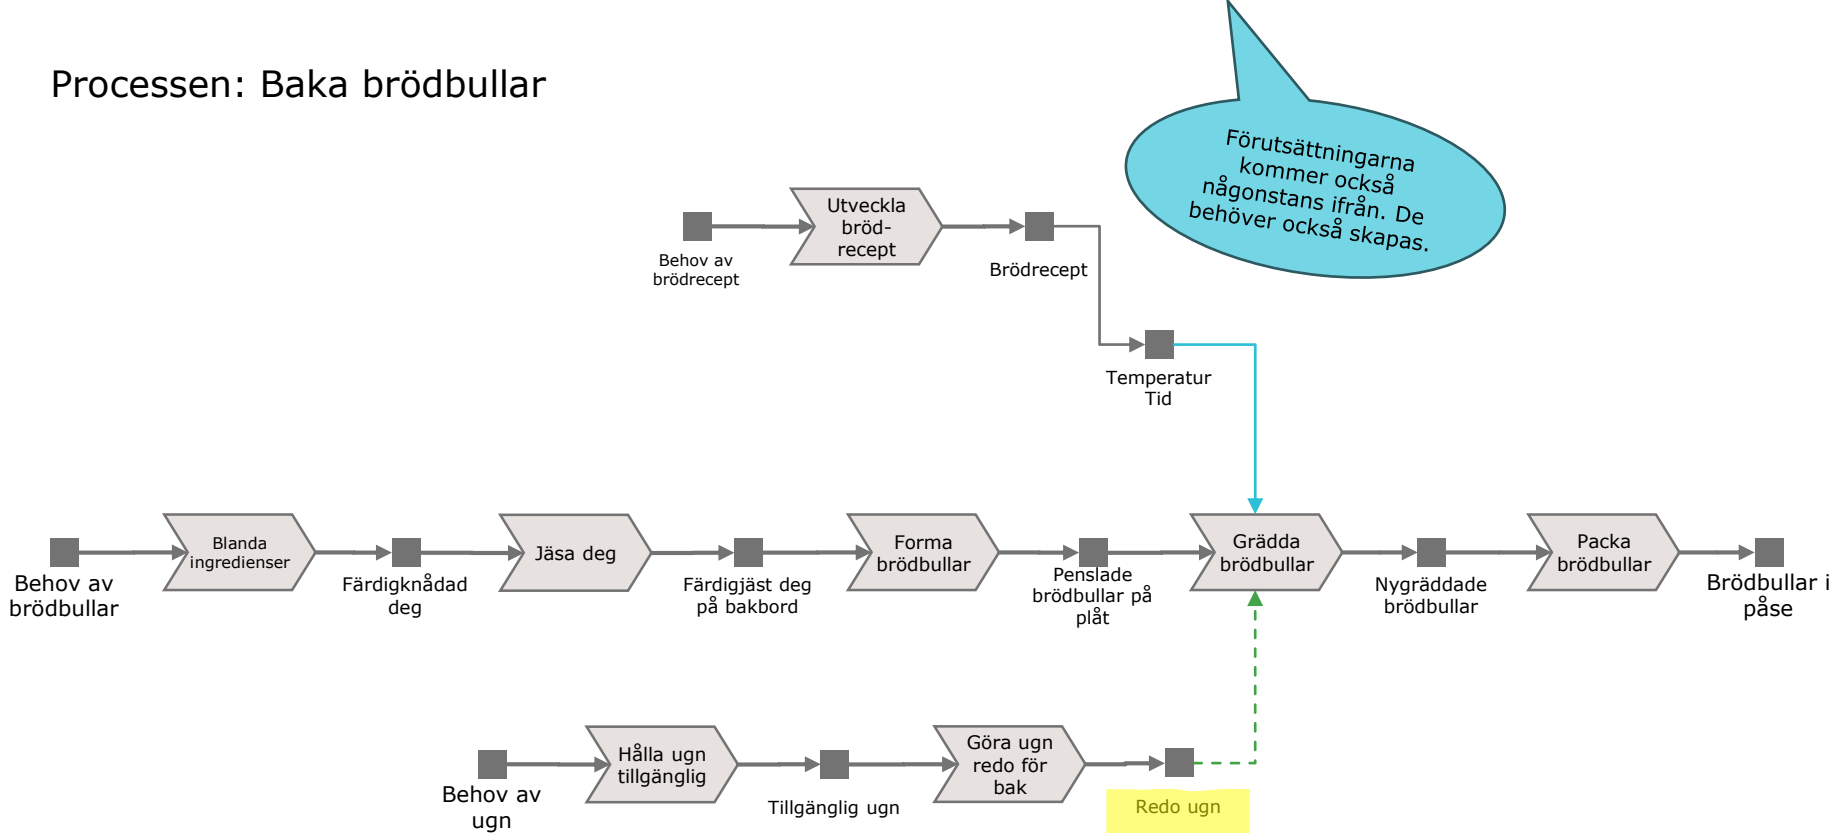 Processen: Baka brödbullar
Förutsättningarna
kommer också
någonstans ifrån. De
behöver också skapas.
Utveckla
bröd-
recept
Behov av
brödrecept
Brödrecept
Temperatur
Tid
Blanda
ingredienser
Jäsa deg
Forma
brödbullar
Grädda
brödbullar
Packa
brödbullar
Behov av
brödbullar
Färdigknådad
deg
Färdigjäst deg
på bakbord
Penslade
brödbullar på
plåt
Nygräddade
brödbullar
Brödbullar i
påse
Hålla ugn
tillgänglig
Göra ugn
redo för
bak
Behov av
ugn
Tillgänglig ugn
Redo ugn